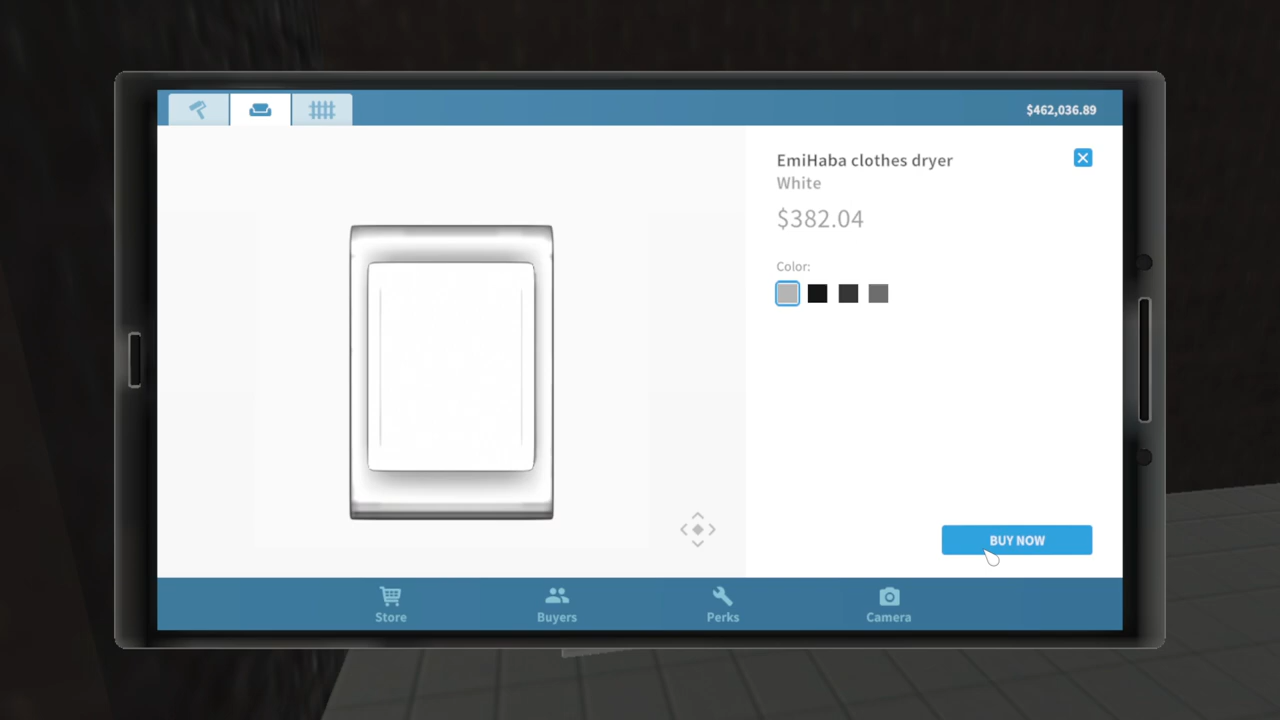 $462,036.89
EmiHaba clothes dryer
White
$382.04
Color:
BUY NOW
Store
Buyers
Perks
Camera